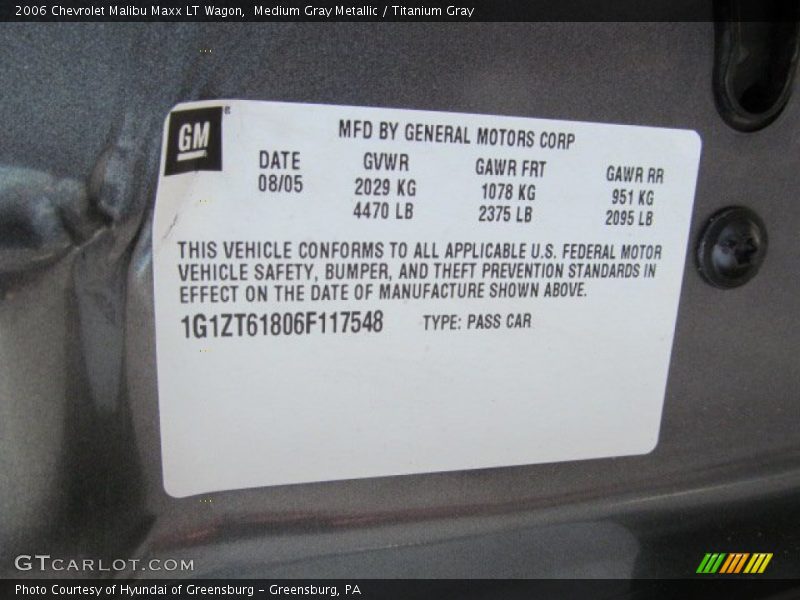 2006 Chevrolet Malibu Maxx LT Wagon, Medium Gray Metallic / Titanium Gray
GM
MFD BY GENERAL MOTORS CORP
DATE GVWR GAWR FRT GAWR RR
08/05 2029 KG 1078 KG 951 KG
4470 LB 2375 LB 2095 LB
THIS VEHICLE CONFORMS TO ALL APPLICABLE U.S. FEDERAL MOTOR
VEHICLE SAFETY, BUMPER, AND THEFT PREVENTION STANDARDS IN
EFFECT ON THE DATE OF MANUFACTURE SHOWN ABOVE.
1G1ZT61806F117548 TYPE: PASS CAR
GTCARLOT.COM
Photo Courtesy of Hyundai of Greensburg - Greensburg, PA